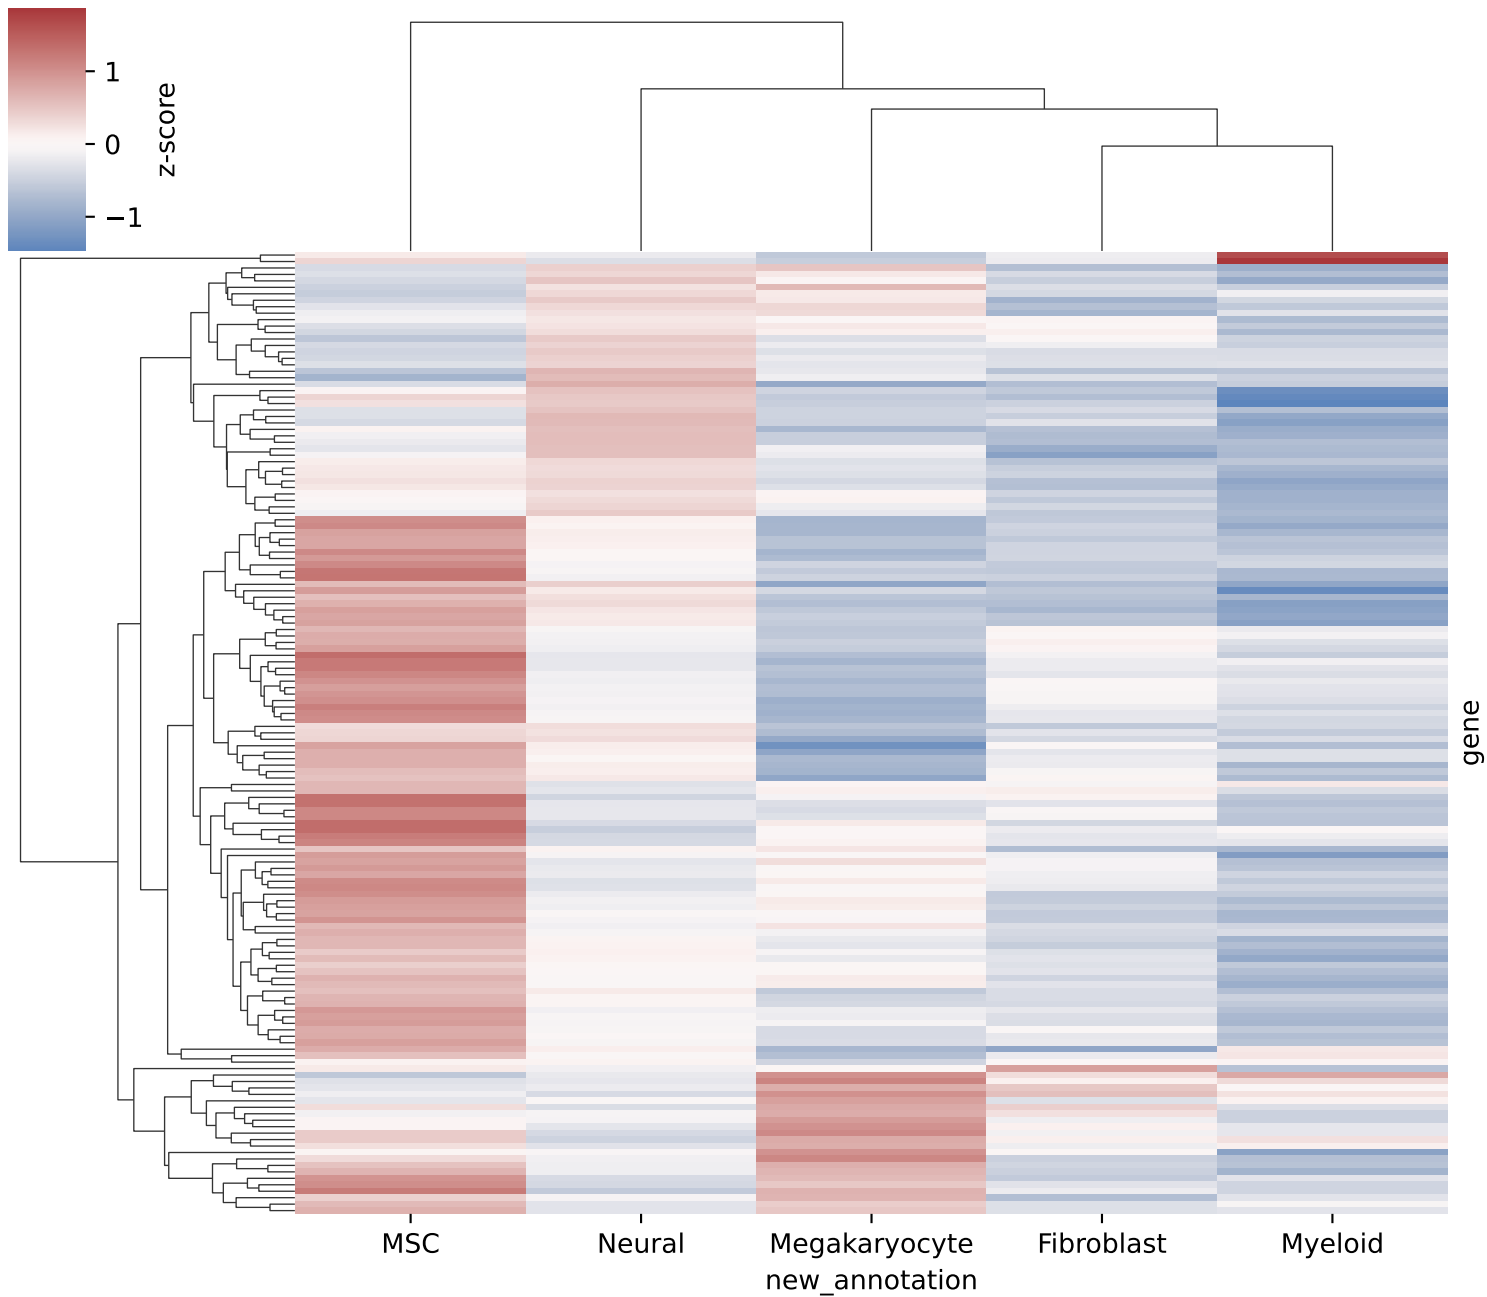 1
0
−1
z-score
gene
MSC
Neural
Megakaryocyte
Fibroblast
Myeloid
new_annotation